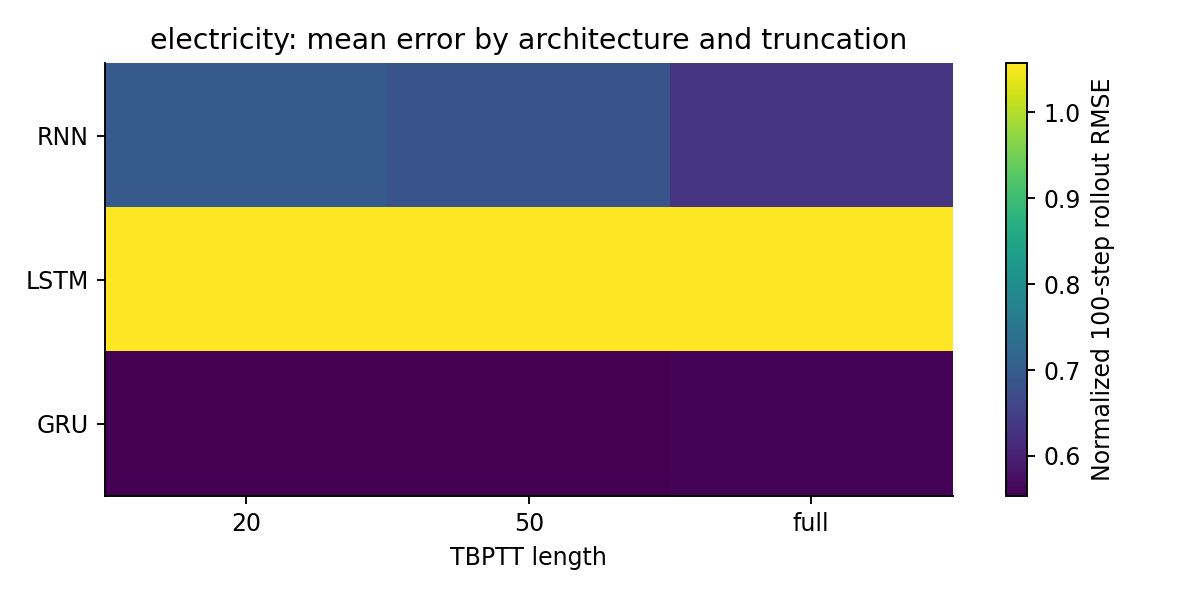 electricity: mean error by architecture and truncation
RNN
LSTM
GRU
20
50
full
TBPTT length
1.0
0.9
0.8
0.7
0.6
Normalized 100-step rollout RMSE